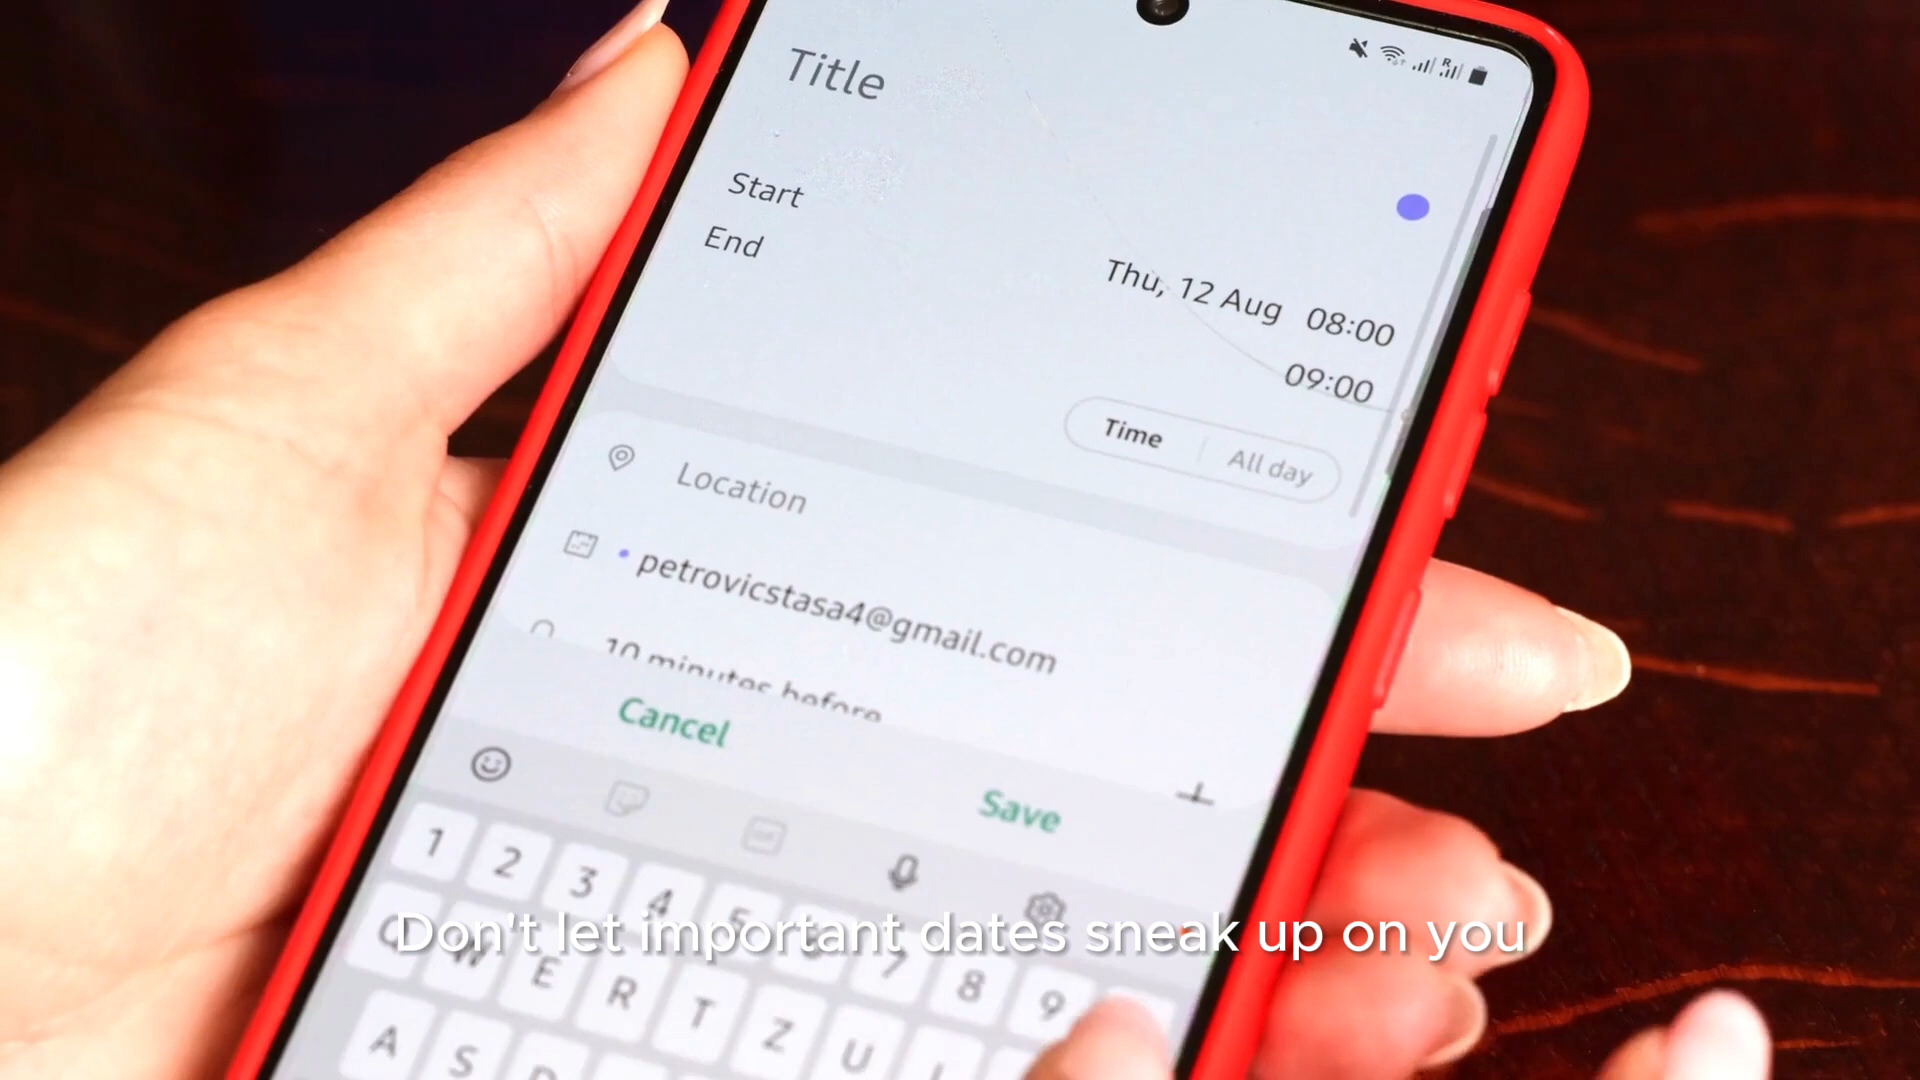 Title
Start
End
Thu, 12 Aug 08:00
09:00
Time All day
Location
petrovicstasa4@gmail.com
10 minutes before
Cancel
Save
1 2 3 4 5 7 8 9
W E R T Z U
A S D
Don't let important dates sneak up on you